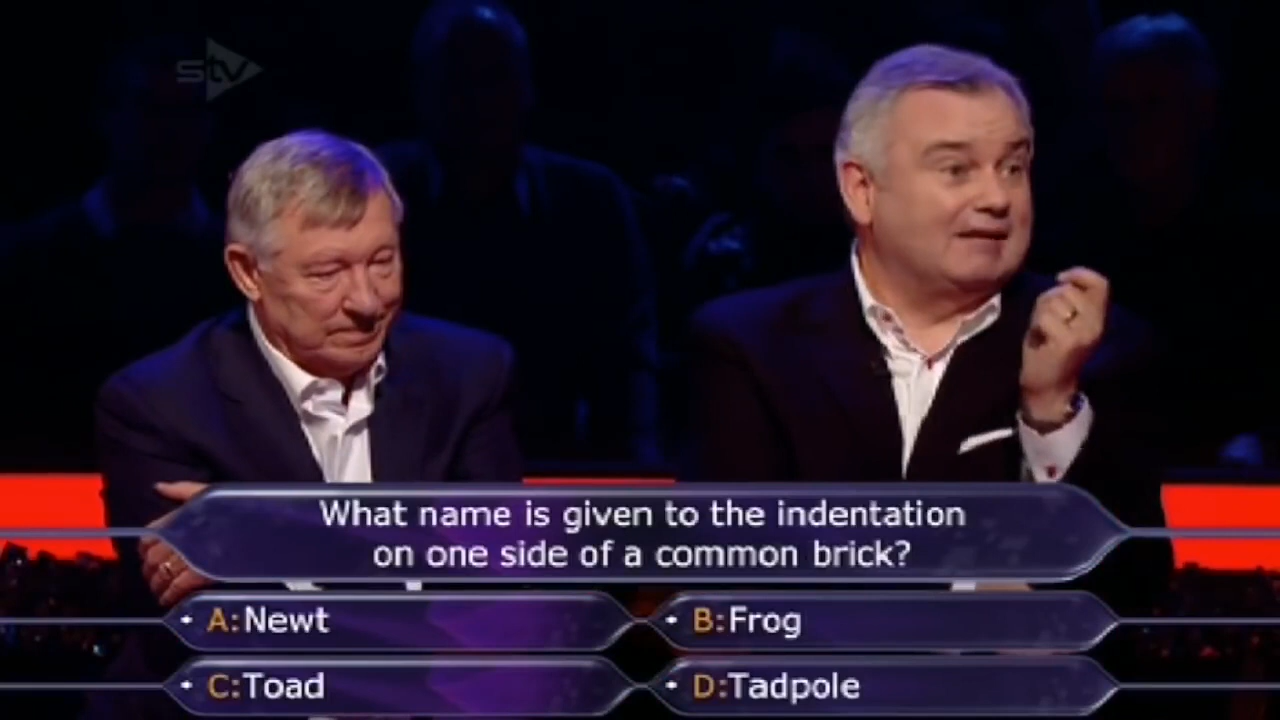 stv
What name is given to the indentation
on one side of a common brick?
A: Newt
B: Frog
C: Toad
D: Tadpole